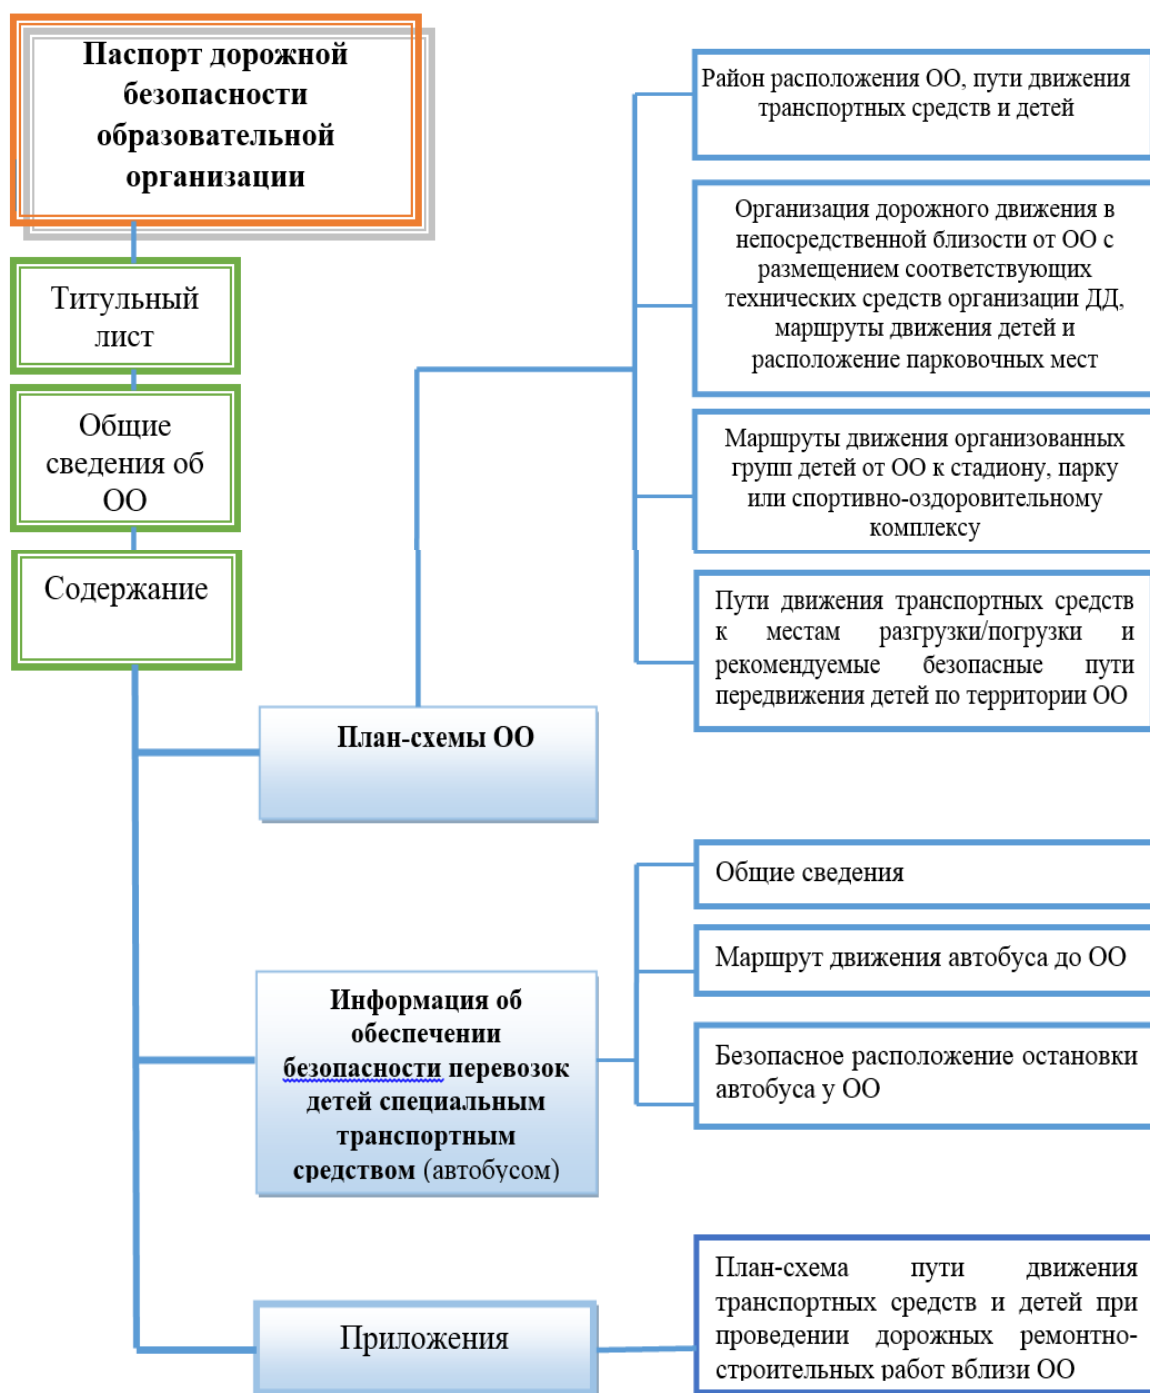 Паспорт дорожной
безопасности
образовательной
организации
Титульный
лист
Общие
сведения об
ОО
Содержание
План-схемы ОО
Район расположения ОО, пути движения
транспортных средств и детей
Организация дорожного движения в
непосредственной близости от ОО с
размещением соответствующих
технических средств организации ДД,
маршруты движения детей и
расположение парковочных мест
Маршруты движения организованных
групп детей от ОО к стадиону, парку
или спортивно-оздоровительному
комплексу
Пути движения транспортных средств
к местам разгрузки/погрузки и
рекомендуемые безопасные пути
передвижения детей по территории ОО
Информация об
обеспечении
безопасности перевозок
детей специальным
транспортным
средством (автобусом)
Общие сведения
Маршрут движения автобуса до ОО
Безопасное расположение остановки
автобуса у ОО
Приложения
План-схема пути движения
транспортных средств и детей при
проведении дорожных ремонтно-
строительных работ вблизи ОО